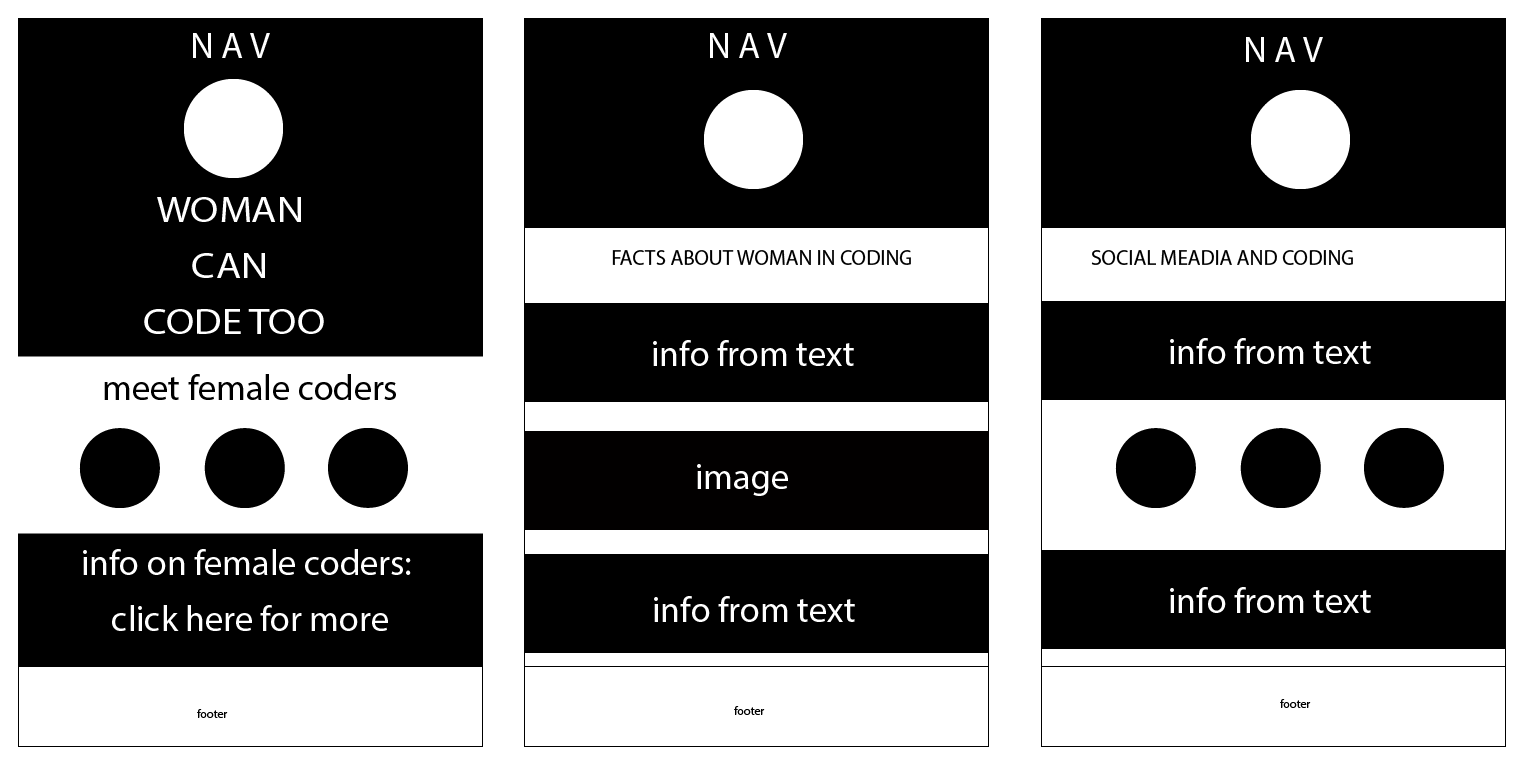 N A V
WOMAN
CAN
CODE TOO
meet female coders
info on female coders:
click here for more
footer
N A V
FACTS ABOUT WOMAN IN CODING
info from text
image
info from text
footer
N A V
SOCIAL MEADIA AND CODING
info from text
info from text
footer